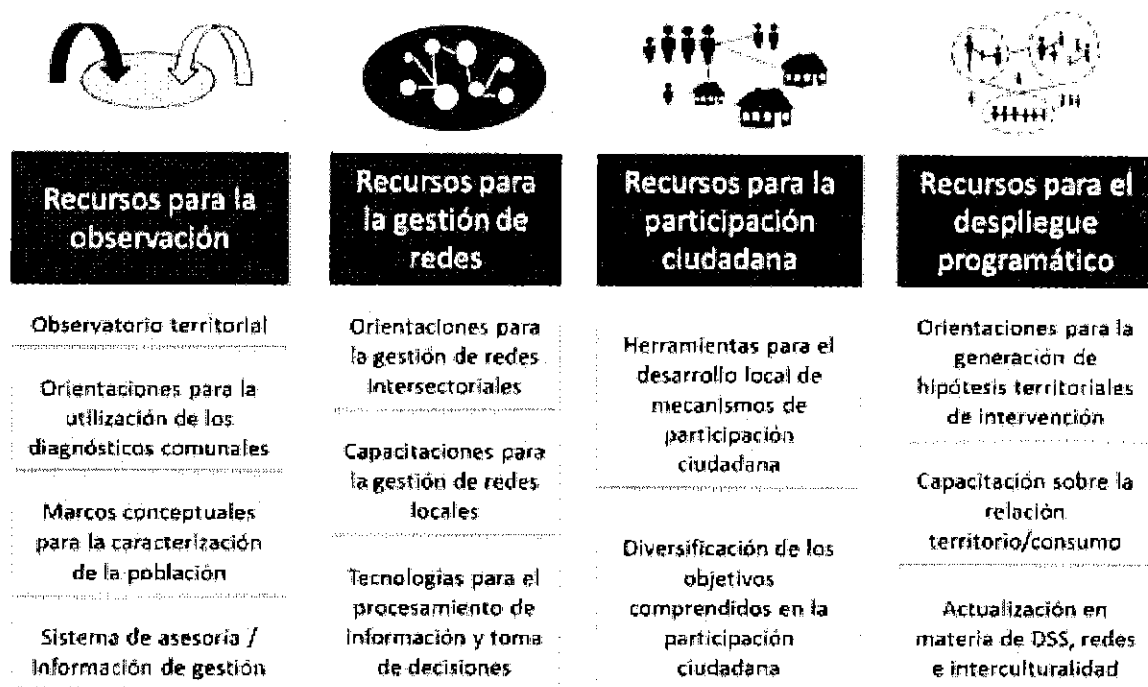 Recursos para la
observación
Observatorio territorial
Orientaciones para la
utilización de los
diagnósticos comunales
Marcos conceptuales
para la caracterización
de la población
Sistema de asesoría /
Información de gestión
Recursos para
la gestión de
redes
Orientaciones para
la gestión de redes
Intersectoriales
Capacitaciones para
la gestión de redes
locales
Tecnologías para el
procesamiento de
información y toma
de decisiones
Recursos para la
participación
ciudadana
Herramientas para el
desarrollo local de
mecanismos de
participación
ciudadana
Diversificación de los
objetivos
comprendidos en la
participación
ciudadana
Recursos para el
despliegue
programático
Orientaciones para la
generación de
hipótesis territoriales
de intervención
Capacitación sobre la
relación
territorio/consumo
Actualización en
materia de DSS, redes
e interculturalidad